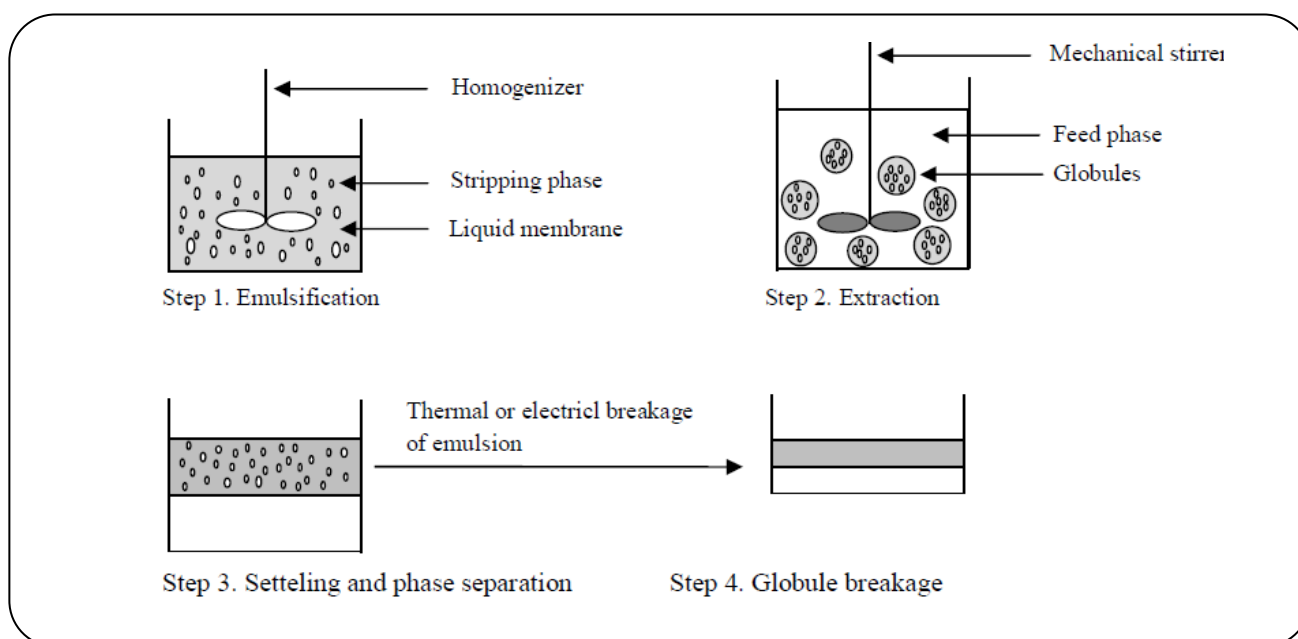 Homogenizer
Stripping phase
Liquid membrane
Step 1. Emulsification
Mechanical stirrer
Feed phase
Globules
Step 2. Extraction
Thermal or electricl breakage
of emulsion
Step 3. Setteling and phase separation
Step 4. Globule breakage